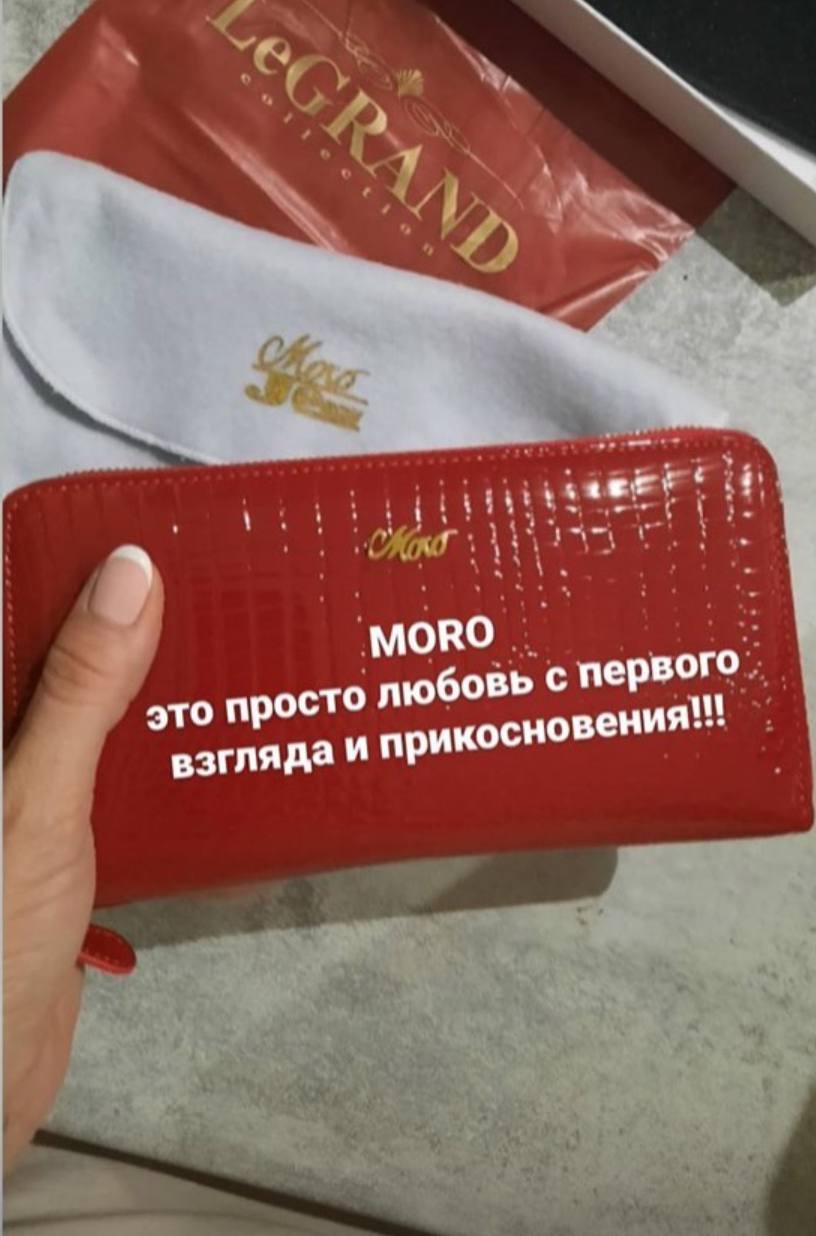 LeGRAND
collection
Moro
Moro
MORO
это просто любовь с первого
взгляда и прикосновения!!!